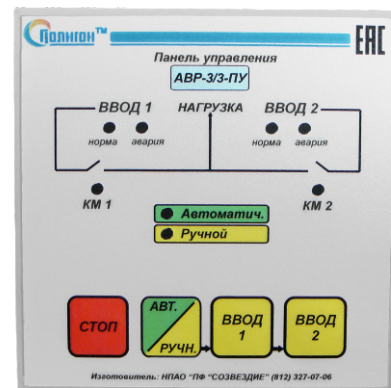 Полигон™
EAC
Панель управления
АВР-3/3-ПУ
ВВОД 1 НАГРУЗКА ВВОД 2
норма авария норма авария
КМ 1 КМ 2
Автоматич.
Ручной
СТОП
АВТ.
РУЧН.
ВВОД 1
ВВОД 2
Изготовитель: НПАО "ПФ "СОЗВЕЗДИЕ" (812) 327-07-06